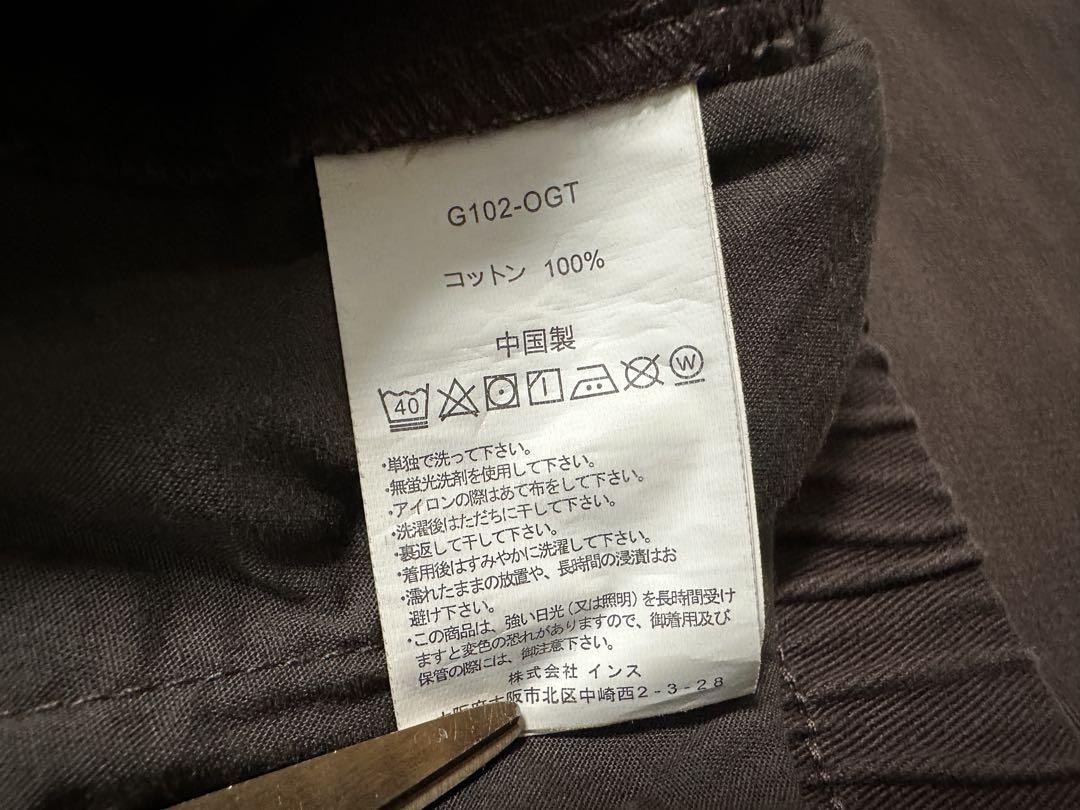 G102-OGT
コットン 100%
中国製
40 W
・単独で洗って下さい。
・無蛍光洗剤を使用して下さい。
・アイロンの際はあて布をして下さい。
・洗濯後はただちに干して下さい。
・裏返して干して下さい。
・着用後はすみやかに洗濯して下さい。
・濡れたままの放置や、長時間の浸漬はお
避け下さい。
・この商品は、強い日光（又は照明）を長時間受け
ますと変色の恐れがありますので、御着用及び
保管の際には、御注意下さい。
株式会社 インス
大阪府大阪市北区中崎西2-3-28